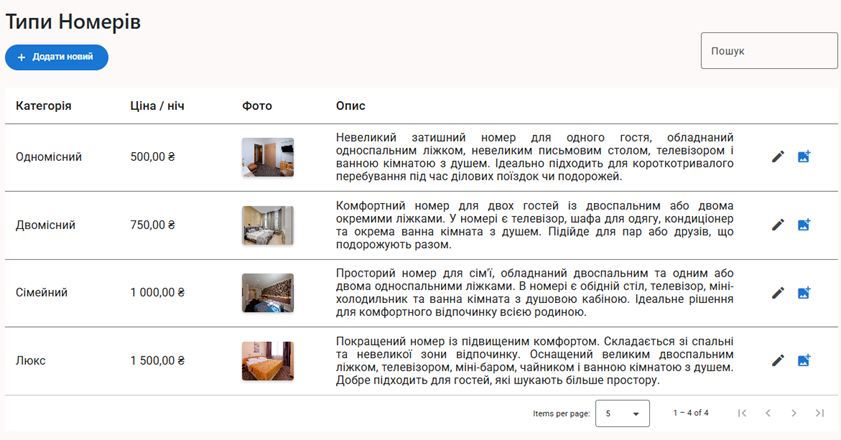 Типи Номерів
+ Додати новий
Пошук
Категорія Ціна / ніч Фото Опис
Одномісний 500,00 ₴
Невеликий затишний номер для одного гостя, обладнаний
односпальним ліжком, невеликим письмовим столом, телевізором і
ванною кімнатою з душем. Ідеально підходить для короткотривалого
перебування під час ділових поїздок чи подорожей.
Двомісний 750,00 ₴
Комфортний номер для двох гостей із двоспальним або двома
окремими ліжками. У номері є телевізор, шафа для одягу, кондиціонер
та окрема ванна кімната з душем. Підійде для пар або друзів, що
подорожують разом.
Сімейний 1 000,00 ₴
Просторий номер для сім'ї, обладнаний двоспальним та одним або
двома односпальними ліжками. В номері є обідній стіл, телевізор, міні-
холодильник та ванна кімната з душовою кабіною. Ідеальне рішення
для комфортного відпочинку всією родиною.
Люкс 1 500,00 ₴
Покращений номер із підвищеним комфортом. Складається зі спальні
та невеликої зони відпочинку. Оснащений великим двоспальним
ліжком, телевізором, міні-баром, чайником і ванною кімнатою з душем.
Добре підходить для гостей, які шукають більше простору.
Items per page: 5 1 – 4 of 4